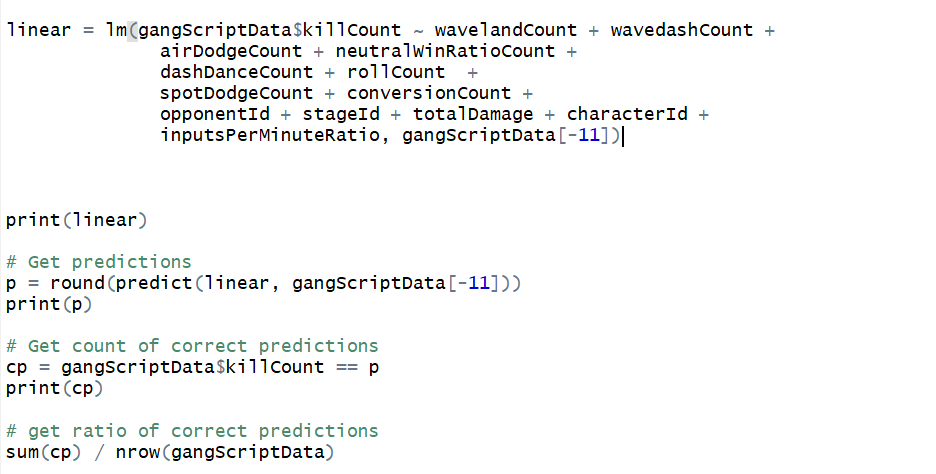 linear = lm(gangScriptData$killCount ~ wavelandCount + wavedashCount +
airDodgeCount + neutralWinRatioCount +
dashDanceCount + rollCount  +
spotDodgeCount + conversionCount +
opponentId + stageId + totalDamage + characterId +
inputsPerMinuteRatio, gangScriptData[-11])
print(linear)
# Get predictions
p = round(predict(linear, gangScriptData[-11]))
print(p)
# Get count of correct predictions
cp = gangScriptData$killCount == p
print(cp)
# get ratio of correct predictions
sum(cp) / nrow(gangScriptData)